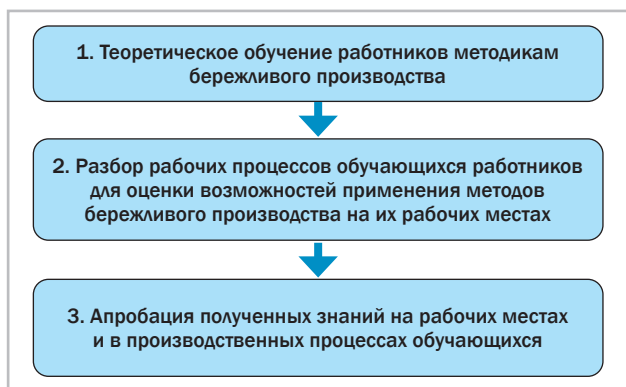 1. Теоретическое обучение работников методикам
бережливого производства
2. Разбор рабочих процессов обучающихся работников
для оценки возможностей применения методов
бережливого производства на их рабочих местах
3. Апробация полученных знаний на рабочих местах
и в производственных процессах обучающихся